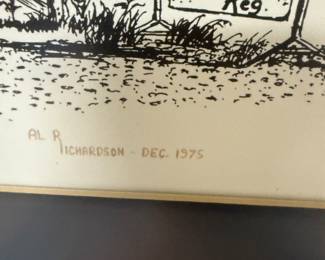 Reg
AL RICHARDSON - DEC. 1975